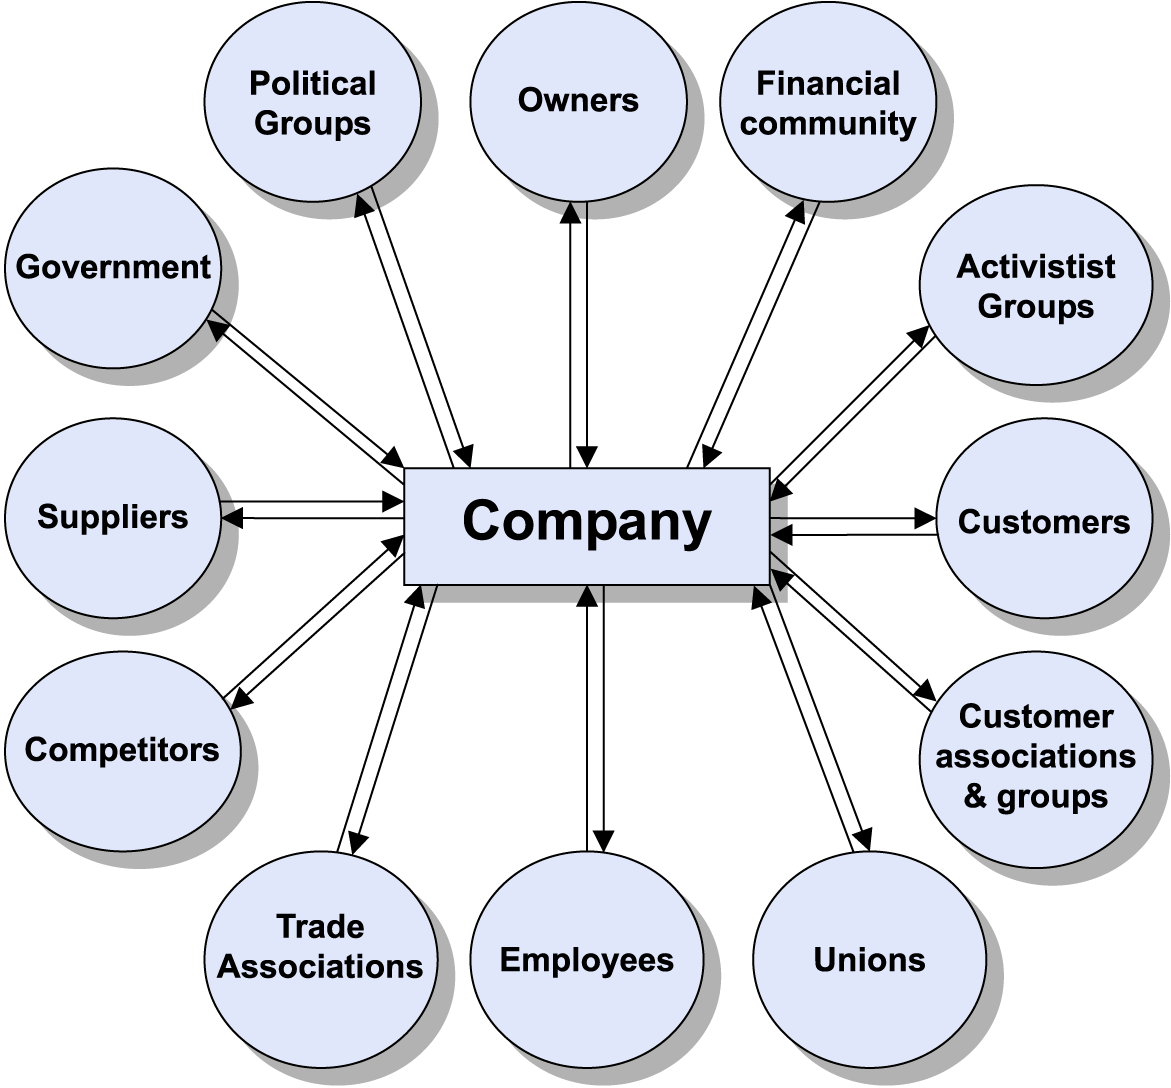 Political
Groups
Owners
Financial
community
Government
Activistist
Groups
Suppliers
Company
Customers
Competitors
Customer
associations
& groups
Trade
Associations
Employees
Unions